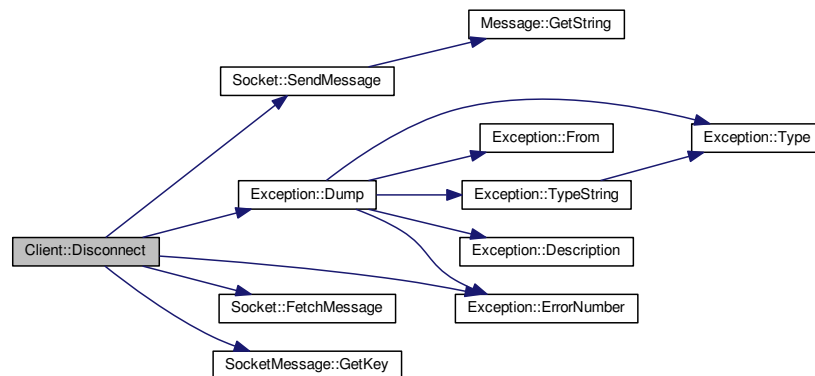 Message::GetString
Socket::SendMessage
Exception::From
Exception::Type
Exception::Dump
Exception::TypeString
Client::Disconnect
Exception::Description
Socket::FetchMessage
Exception::ErrorNumber
SocketMessage::GetKey